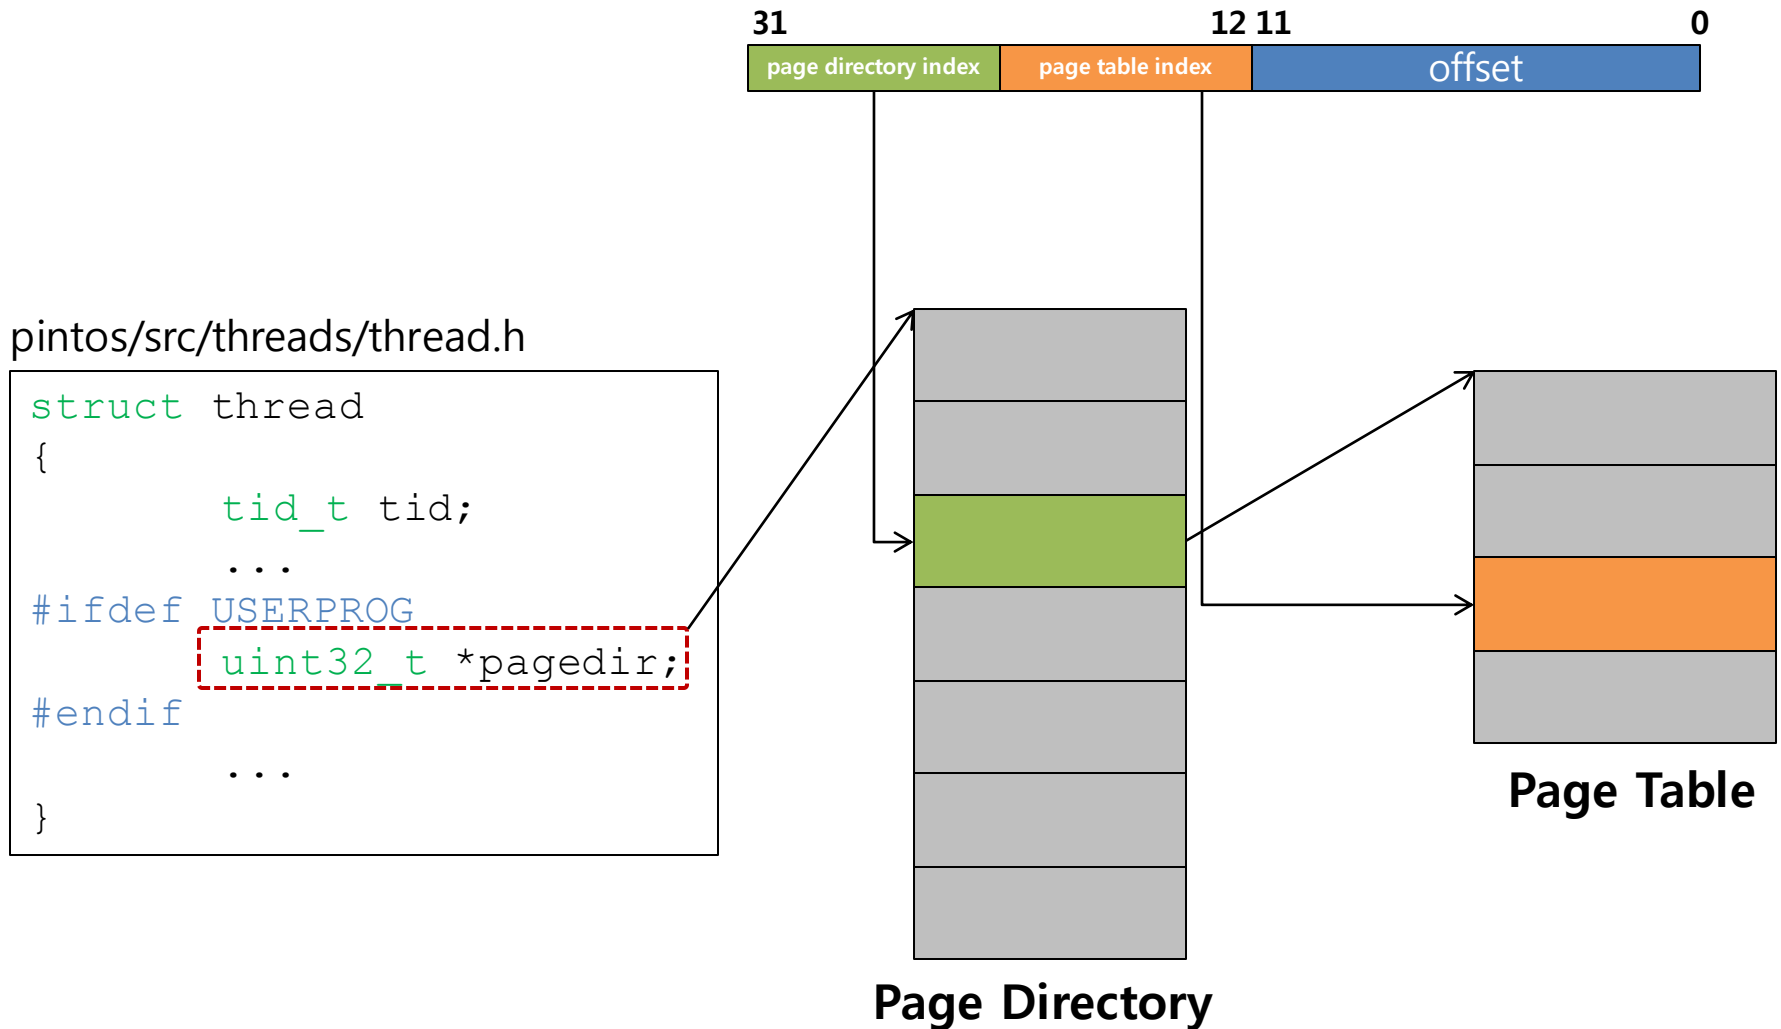 31 12 11 0
page directory index page table index offset
pintos/src/threads/thread.h
struct thread
{
tid_t tid;
...
#ifdef USERPROG
uint32_t *pagedir;
#endif
...
}
Page Table
Page Directory